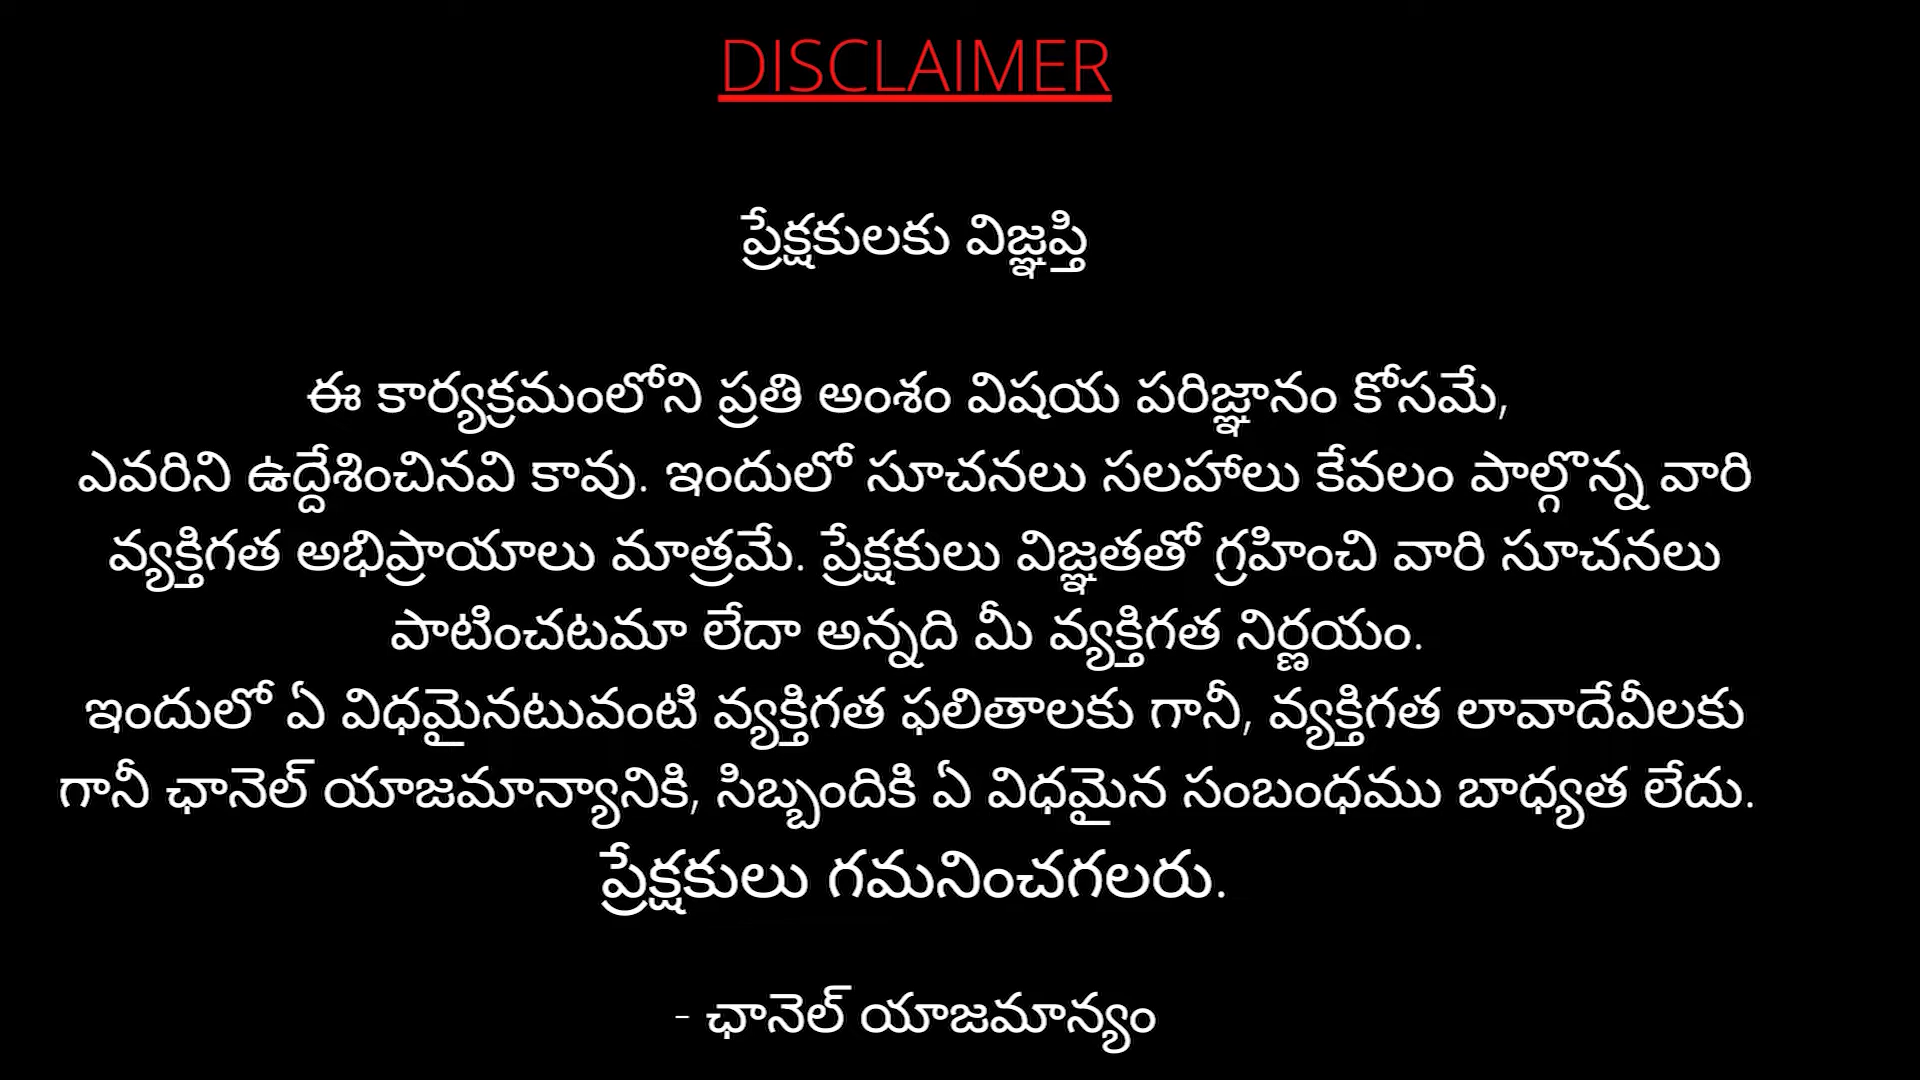 DISCLAIMER
ప్రేక్షకులకు విజ్ఞప్తి
ఈ కార్యక్రమంలోని ప్రతి అంశం విషయ పరిజ్ఞానం కోసమే,
ఎవరిని ఉద్దేశించినవి కావు. ఇందులో సూచనలు సలహాలు కేవలం పాల్గొన్న వారి
వ్యక్తిగత అభిప్రాయాలు మాత్రమే. ప్రేక్షకులు విజ్ఞతతో గ్రహించి వారి సూచనలు
పాటించటమా లేదా అన్నది మీ వ్యక్తిగత నిర్ణయం.
ఇందులో ఏ విధమైనటువంటి వ్యక్తిగత ఫలితాలకు గానీ, వ్యక్తిగత లావాదేవీలకు
గానీ ఛానెల్ యాజమాన్యానికి, సిబ్బందికి ఏ విధమైన సంబంధము బాధ్యత లేదు.
ప్రేక్షకులు గమనించగలరు.
- ఛానెల్ యాజమాన్యం